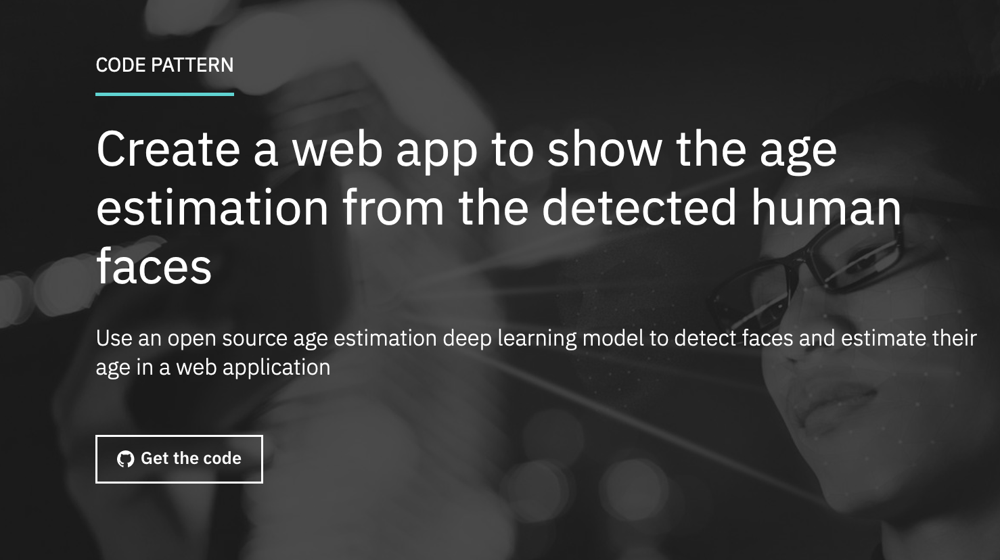 CODE PATTERN
Create a web app to show the age
estimation from the detected human
faces
Use an open source age estimation deep learning model to detect faces and estimate their
age in a web application
Get the code